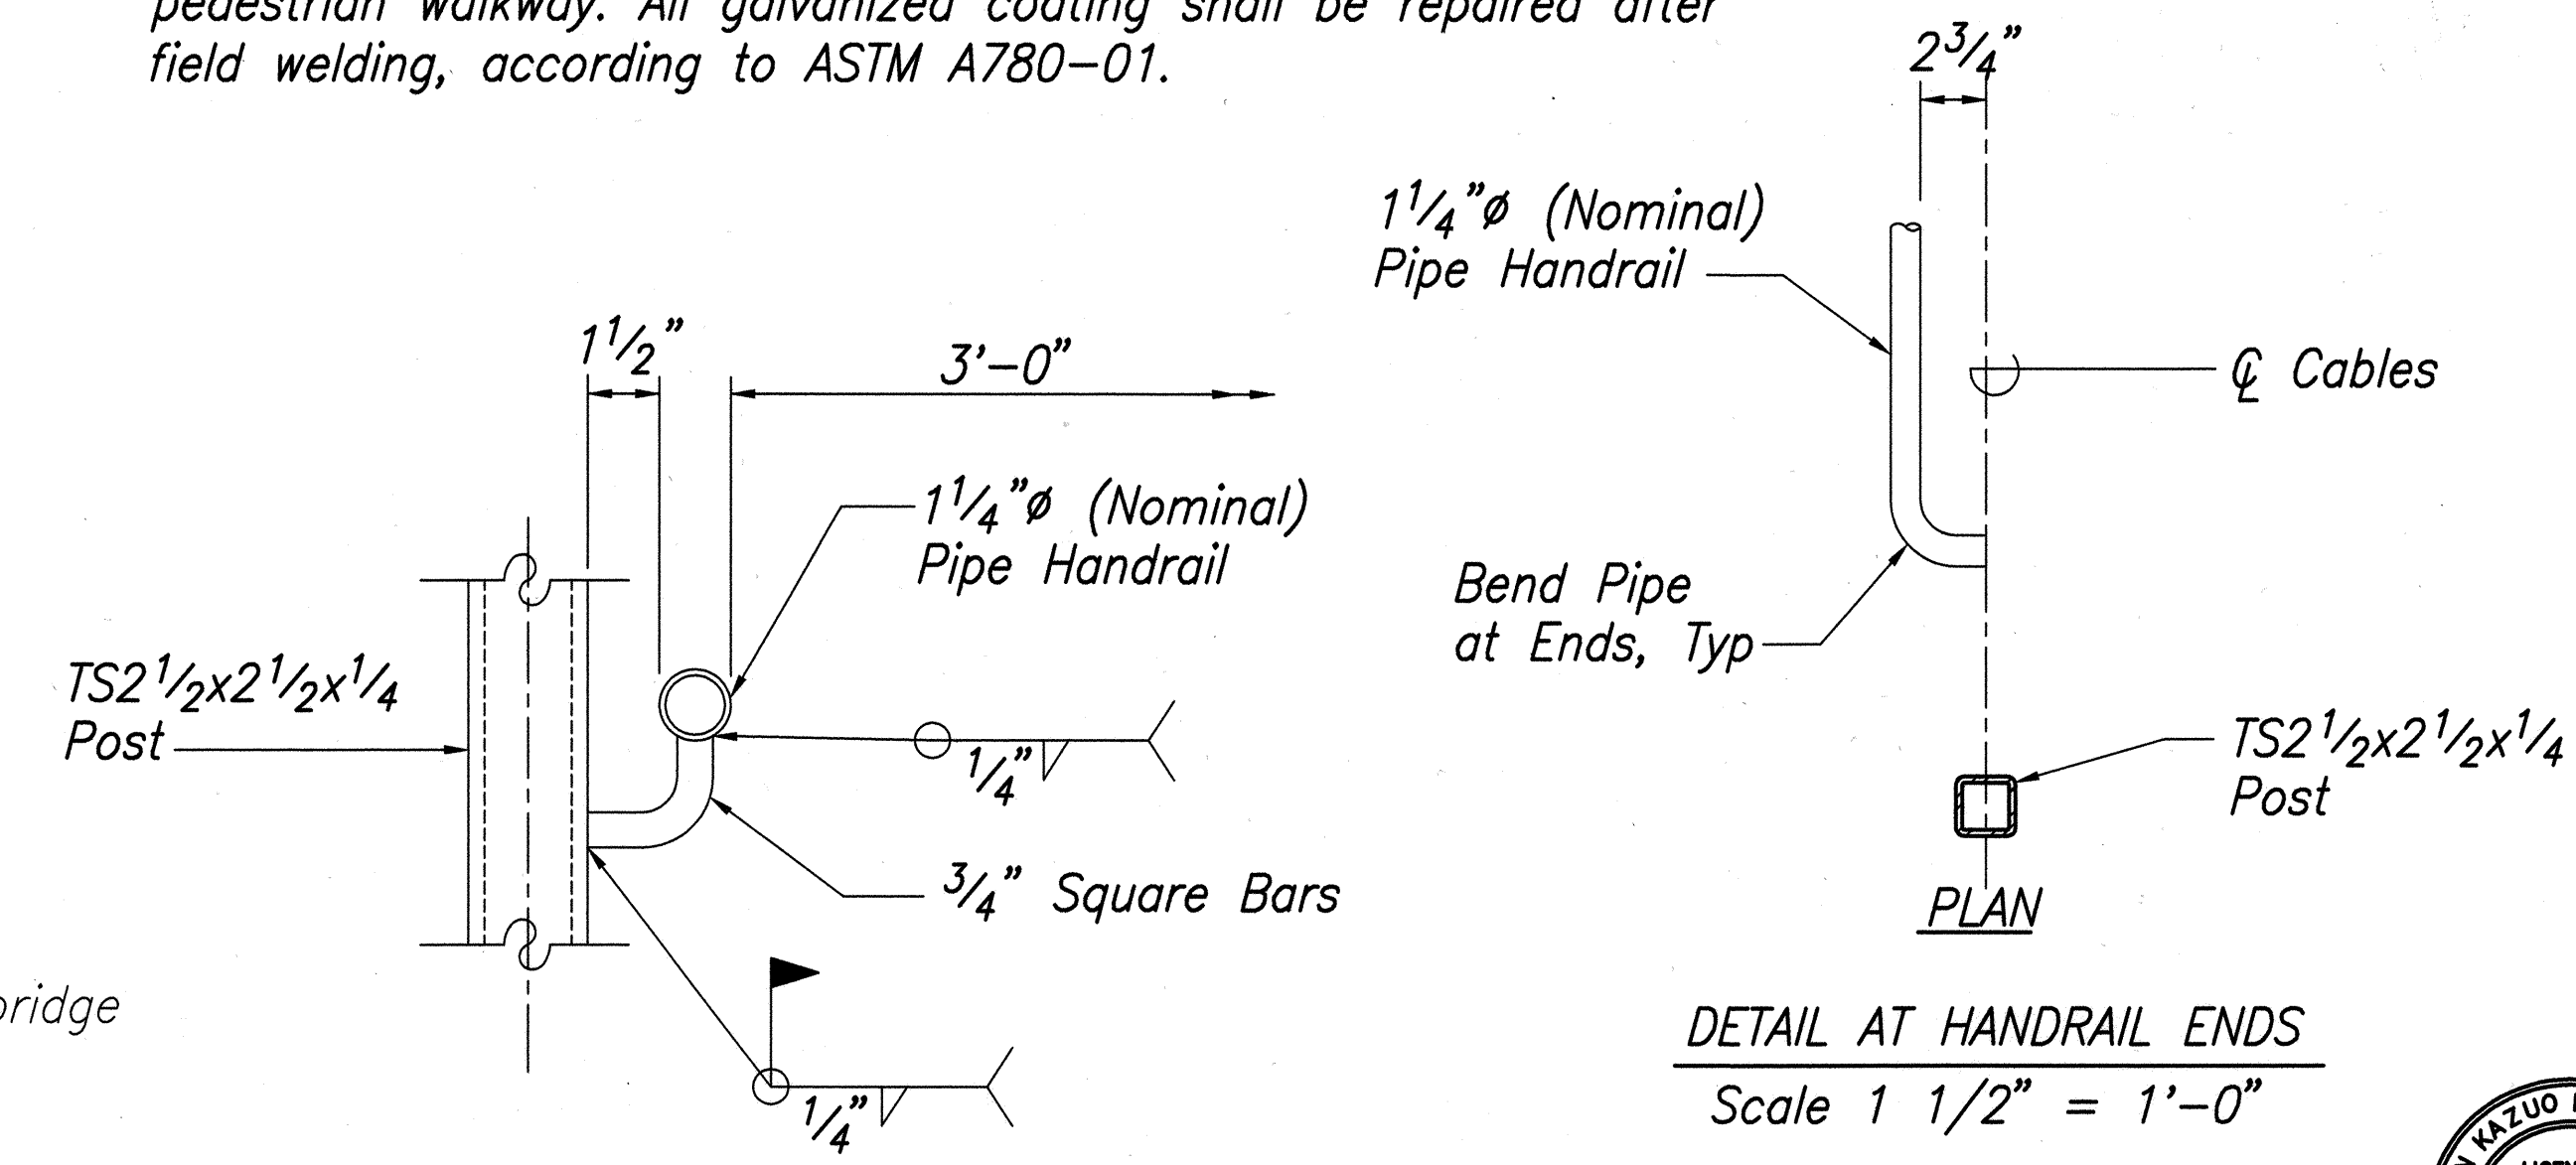 pedestrian walkway. All galvanized coating shall be repaired after
field welding, according to ASTM A780-01.
1 1/2"
3'-0"
1 1/4"ø (Nominal)
Pipe Handrail
TS2 1/2x2 1/2x1/4
Post
1/4"
3/4" Square Bars
1/4"
bridge
2 3/4"
1 1/4"ø (Nominal)
Pipe Handrail
℄ Cables
Bend Pipe
at Ends, Typ
TS2 1/2x2 1/2x1/4
Post
PLAN
DETAIL AT HANDRAIL ENDS
Scale 1 1/2" = 1'-0"
KAZUO